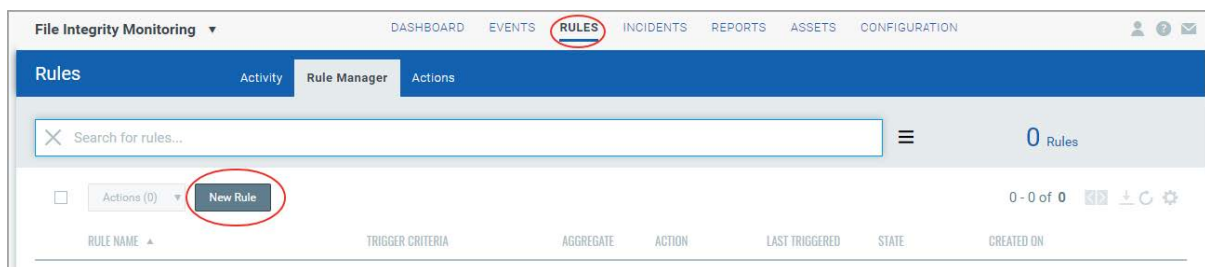 File Integrity Monitoring DASHBOARD EVENTS RULES INCIDENTS REPORTS ASSETS CONFIGURATION
Rules Activity Rule Manager Actions
Search for rules... 0 Rules
Actions (0) New Rule 0 - 0 of 0
RULE NAME TRIGGER CRITERIA AGGREGATE ACTION LAST TRIGGERED STATE CREATED ON